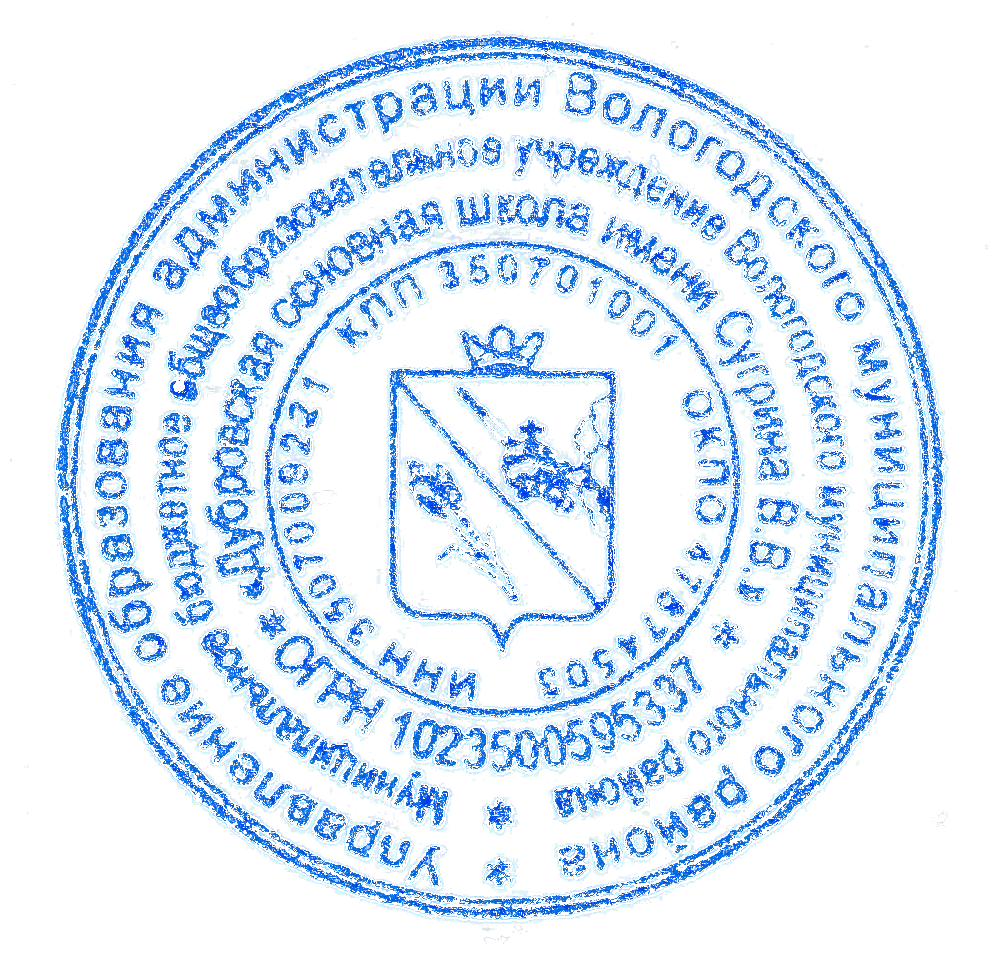 Управление образования администрации Вологодского муниципального района *
Муниципальное бюджетное общеобразовательное учреждение Вологодского муниципального района *
"Дубровская основная школа имени Сугрина В.В."
* ОГРН 1023500595337 *
ИНН 3507009221 КПП 350701001 ОКПО 41674503